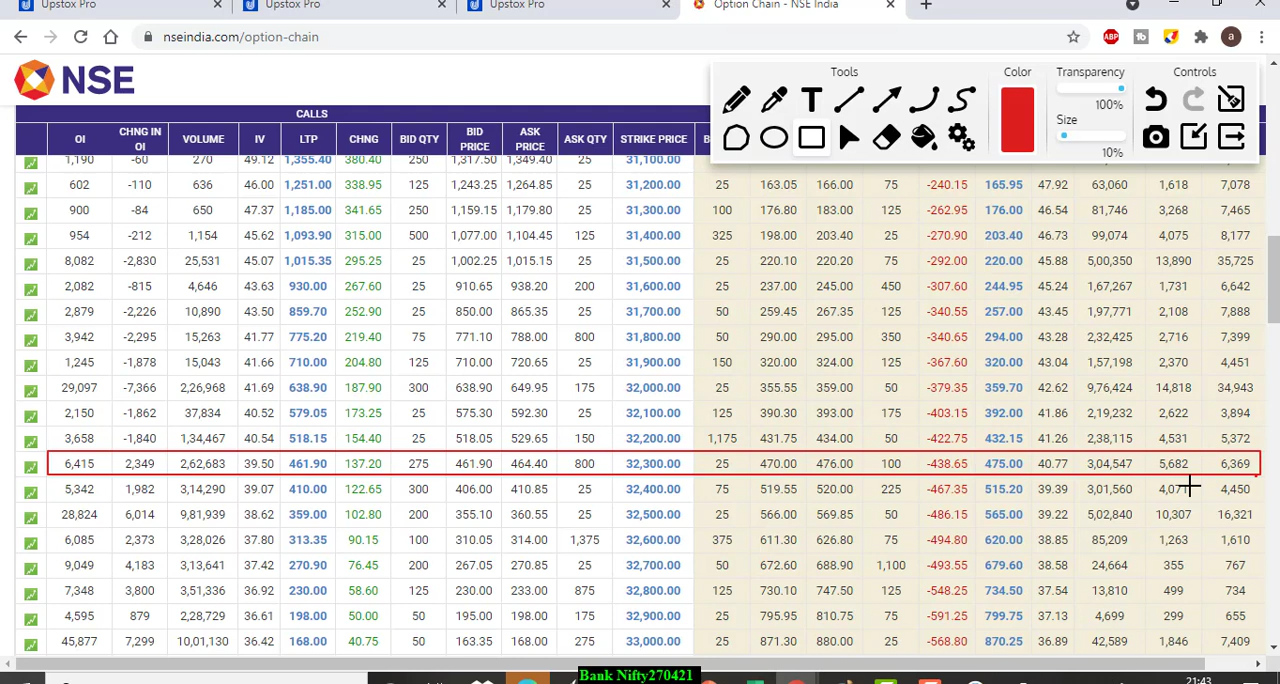 Upstox Pro Upstox Pro Upstox Pro Option Chain - NSE India
nseindia.com/option-chain
ABP a
NSE
Tools Color Transparency Controls
100%
Size
10%
CALLS
OI CHNG IN OI VOLUME IV LTP CHNG BID QTY BID PRICE ASK PRICE ASK QTY STRIKE PRICE
1,190 -60 270 49.12 1,355.40 380.40 250 1,317.50 1,349.40 25 31,100.00
602 -110 636 46.00 1,251.00 338.95 125 1,243.25 1,264.85 25 31,200.00 25 163.05 166.00 75 -240.15 165.95 47.92 63,060 1,618 7,078
900 -84 650 47.37 1,185.00 341.65 250 1,159.15 1,179.80 25 31,300.00 100 176.80 183.00 125 -262.95 176.00 46.54 81,746 3,268 7,465
954 -212 1,154 45.62 1,093.90 315.00 500 1,077.00 1,104.45 125 31,400.00 325 198.00 203.40 25 -270.90 203.40 46.73 99,074 4,075 8,177
8,082 -2,830 25,531 45.07 1,015.35 295.25 25 1,002.25 1,015.15 25 31,500.00 25 220.10 220.20 75 -292.00 220.00 45.88 5,00,350 13,890 35,725
2,082 -815 4,646 43.63 930.00 267.60 25 910.65 938.20 200 31,600.00 25 237.00 245.00 450 -307.60 244.95 45.24 1,67,267 1,731 6,642
2,879 -2,226 10,890 43.50 859.70 252.90 25 850.00 865.35 25 31,700.00 50 259.45 267.35 125 -340.55 257.00 43.45 1,97,771 2,108 7,888
3,942 -2,295 15,263 41.77 775.20 219.40 75 771.10 788.00 800 31,800.00 50 290.00 295.00 350 -340.65 294.00 43.28 2,32,425 2,716 7,399
1,245 -1,878 15,043 41.66 710.00 204.80 125 710.00 720.65 25 31,900.00 150 320.00 324.00 125 -367.60 320.00 43.04 1,57,198 2,370 4,451
29,097 -7,366 2,26,968 41.69 638.90 187.90 300 638.90 649.95 175 32,000.00 25 355.55 359.00 50 -379.35 359.70 42.62 9,76,424 14,818 34,943
2,150 -1,862 37,834 40.52 579.05 173.25 25 575.30 592.30 25 32,100.00 125 390.30 393.00 175 -403.15 392.00 41.86 2,19,232 2,622 3,894
3,658 -1,840 1,34,467 40.54 518.15 154.40 25 518.05 529.65 150 32,200.00 1,175 431.75 434.00 50 -422.75 432.15 41.26 2,38,115 4,531 5,372
6,415 2,349 2,62,683 39.50 461.90 137.20 275 461.90 464.40 800 32,300.00 25 470.00 476.00 100 -438.65 475.00 40.77 3,04,547 5,682 6,369
5,342 1,982 3,14,290 39.07 410.00 122.65 300 406.00 410.85 25 32,400.00 75 519.55 520.00 225 -467.35 515.20 39.39 3,01,560 4,071 4,450
28,824 6,014 9,81,939 38.62 359.00 102.80 200 355.10 360.55 25 32,500.00 25 566.00 569.85 50 -486.15 565.00 39.22 5,02,840 10,307 16,321
6,085 2,373 3,28,026 37.80 313.35 90.15 100 310.05 314.00 1,375 32,600.00 375 611.30 626.80 75 -494.80 620.00 38.85 85,209 1,263 1,610
9,049 4,183 3,13,641 37.42 270.90 76.45 200 267.05 270.85 25 32,700.00 50 672.60 688.90 1,100 -493.55 679.60 38.58 24,664 355 767
7,348 3,800 3,51,336 36.92 230.00 58.60 125 230.00 233.00 875 32,800.00 125 730.10 747.50 125 -548.25 734.50 37.54 13,810 499 734
4,595 879 2,28,729 36.61 198.00 50.00 50 195.00 198.00 175 32,900.00 25 795.95 810.75 25 -591.25 799.75 37.13 4,699 299 655
45,877 7,299 10,01,130 36.42 168.00 40.75 50 163.35 168.00 275 33,000.00 25 871.30 880.00 25 -568.80 870.25 36.89 42,589 1,846 7,409
Bank Nifty270421
21:43